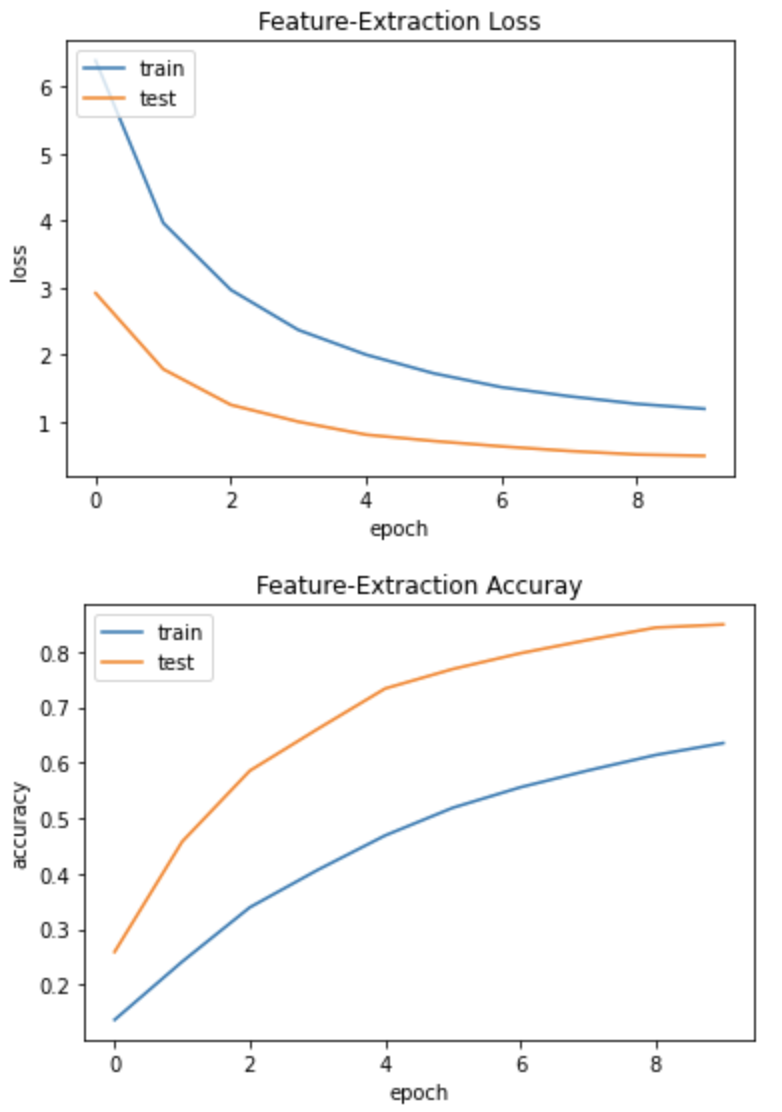 Feature-Extraction Loss
train
test
6
5
4
3
2
1
loss
0 2 4 6 8
epoch
Feature-Extraction Accuray
train
test
0.8
0.7
0.6
0.5
0.4
0.3
0.2
accuracy
0 2 4 6 8
epoch